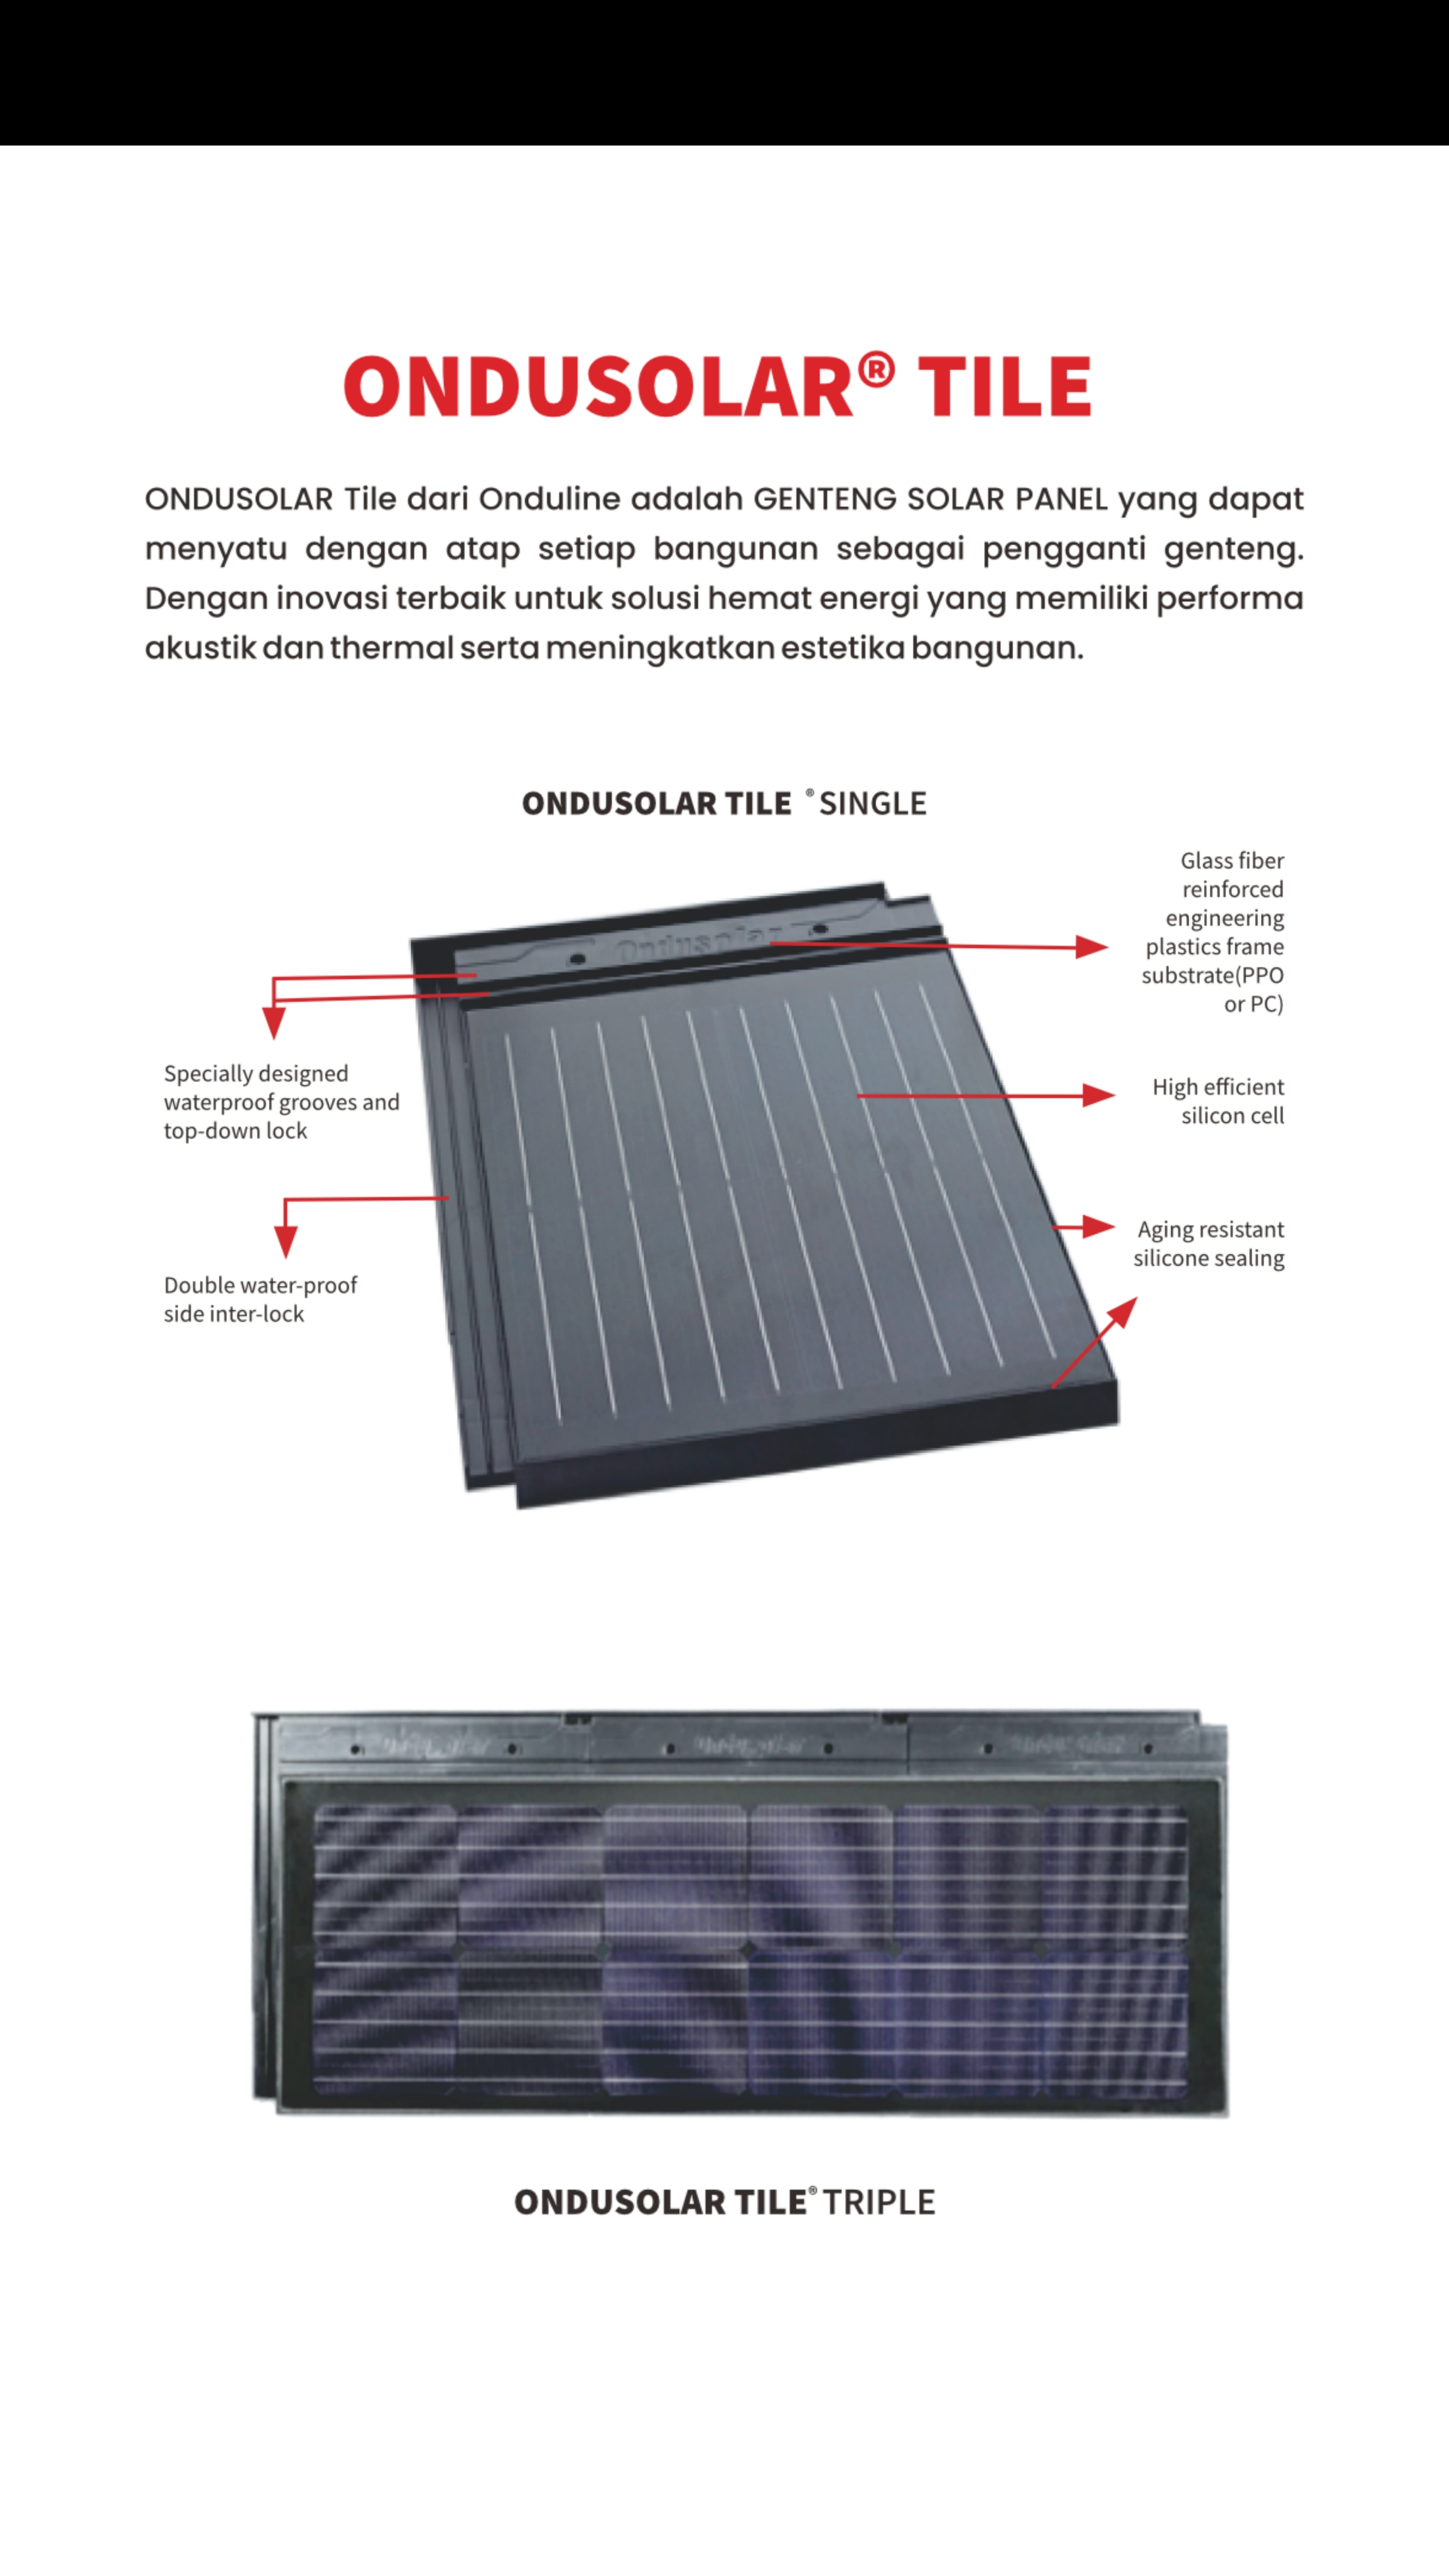 ONDUSOLAR® TILE
ONDUSOLAR Tile dari Onduline adalah GENTENG SOLAR PANEL yang dapat
menyatu dengan atap setiap bangunan sebagai pengganti genteng.
Dengan inovasi terbaik untuk solusi hemat energi yang memiliki performa
akustik dan thermal serta meningkatkan estetika bangunan.
ONDUSOLAR TILE ® SINGLE
Glass fiber
reinforced
engineering
plastics frame
substrate(PPO
or PC)
Ondusolar
Specially designed
waterproof grooves and
top-down lock
High efficient
silicon cell
Aging resistant
silicone sealing
Double water-proof
side inter-lock
ONDUSOLAR TILE® TRIPLE